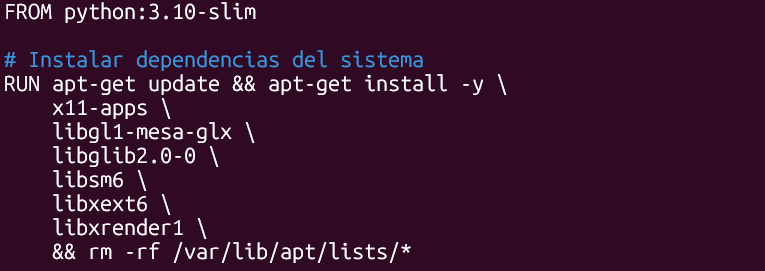 FROM python:3.10-slim

# Instalar dependencias del sistema
RUN apt-get update && apt-get install -y \
    x11-apps \
    libgl1-mesa-glx \
    libglib2.0-0 \
    libsm6 \
    libxext6 \
    libxrender1 \
    && rm -rf /var/lib/apt/lists/*